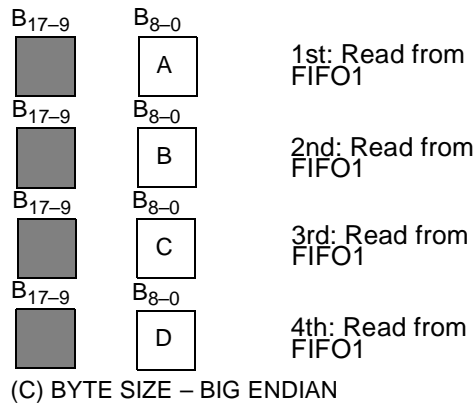 B17–9 B8–0
A 1st: Read from
FIFO1
B17–9 B8–0
B 2nd: Read from
FIFO1
B17–9 B8–0
C 3rd: Read from
FIFO1
B17–9 B8–0
D 4th: Read from
FIFO1
(C) BYTE SIZE – BIG ENDIAN